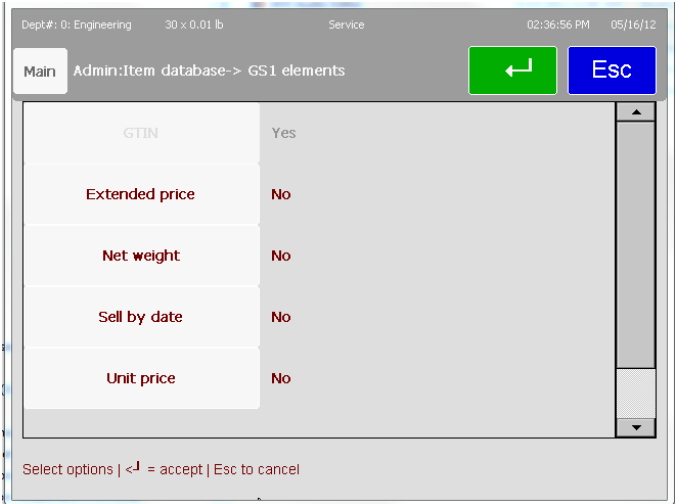 Dept#: 0: Engineering 30 x 0.01 lb Service 02:36:56 PM 05/16/12
Main Admin:Item database-> GS1 elements Esc
GTIN Yes
Extended price No
Net weight No
Sell by date No
Unit price No
Select options | <┘ = accept | Esc to cancel